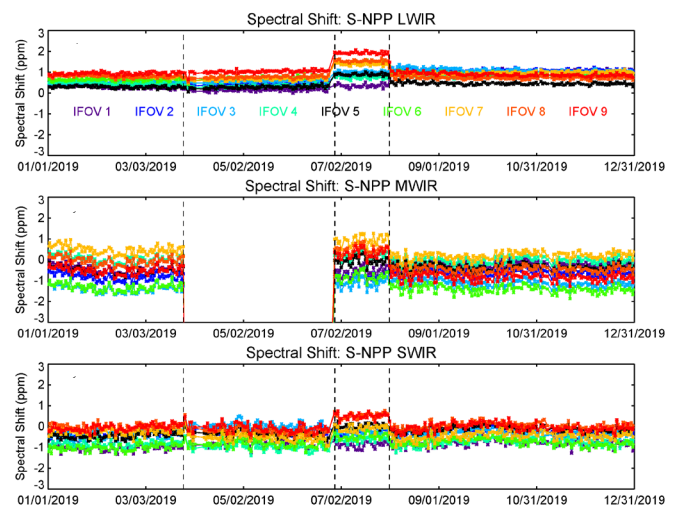 Spectral Shift: S-NPP LWIR
Spectral Shift (ppm)
3
2
1
0
-1
-2
-3
IFOV 1 IFOV 2 IFOV 3 IFOV 4 IFOV 5 IFOV 6 IFOV 7 IFOV 8 IFOV 9
01/01/2019 03/03/2019 05/02/2019 07/02/2019 09/01/2019 10/31/2019 12/31/2019
Spectral Shift: S-NPP MWIR
Spectral Shift (ppm)
3
2
1
0
-1
-2
-3
01/01/2019 03/03/2019 05/02/2019 07/02/2019 09/01/2019 10/31/2019 12/31/2019
Spectral Shift: S-NPP SWIR
Spectral Shift (ppm)
3
2
1
0
-1
-2
-3
01/01/2019 03/03/2019 05/02/2019 07/02/2019 09/01/2019 10/31/2019 12/31/2019